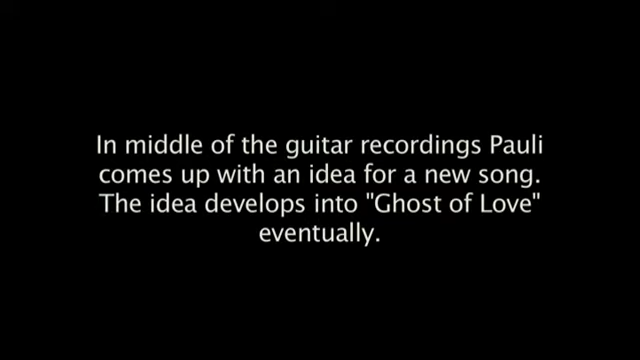 In middle of the guitar recordings Pauli
comes up with an idea for a new song.
The idea develops into "Ghost of Love"
eventually.